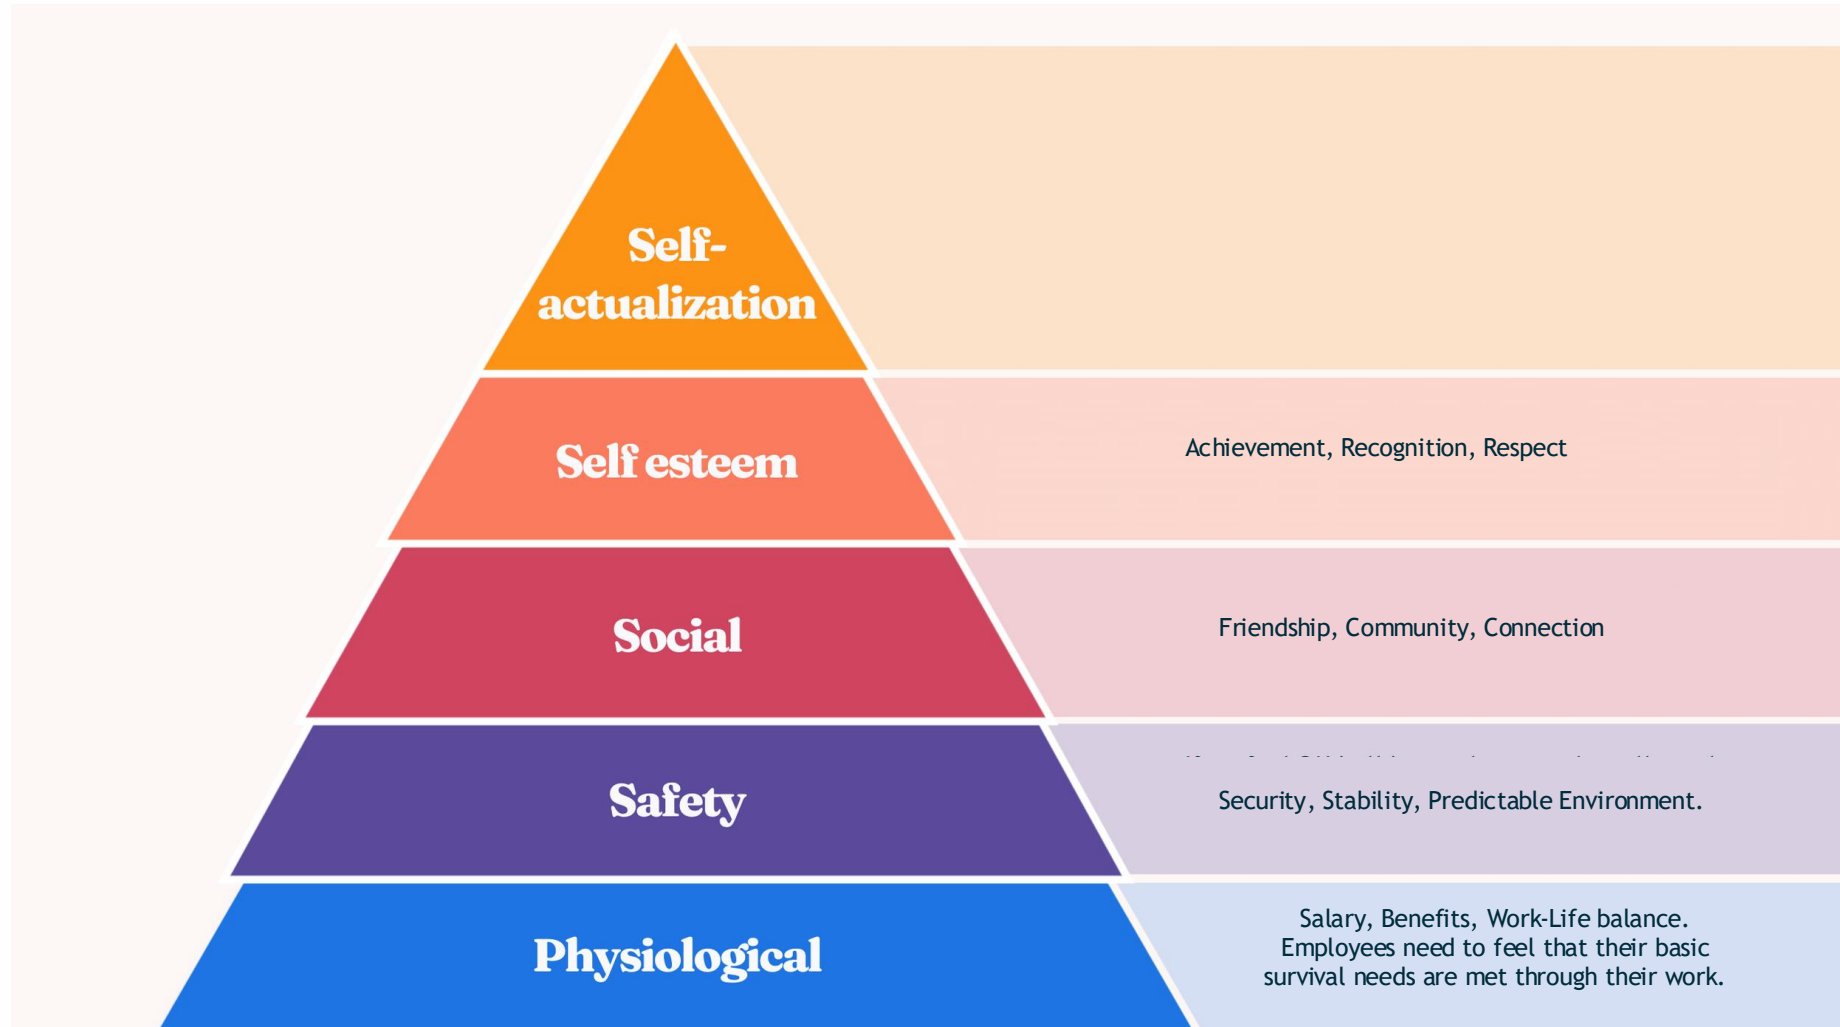 Self-
actualization
Self esteem
Achievement, Recognition, Respect
Social
Friendship, Community, Connection
Safety
Security, Stability, Predictable Environment.
Physiological
Salary, Benefits, Work-Life balance.
Employees need to feel that their basic
survival needs are met through their work.